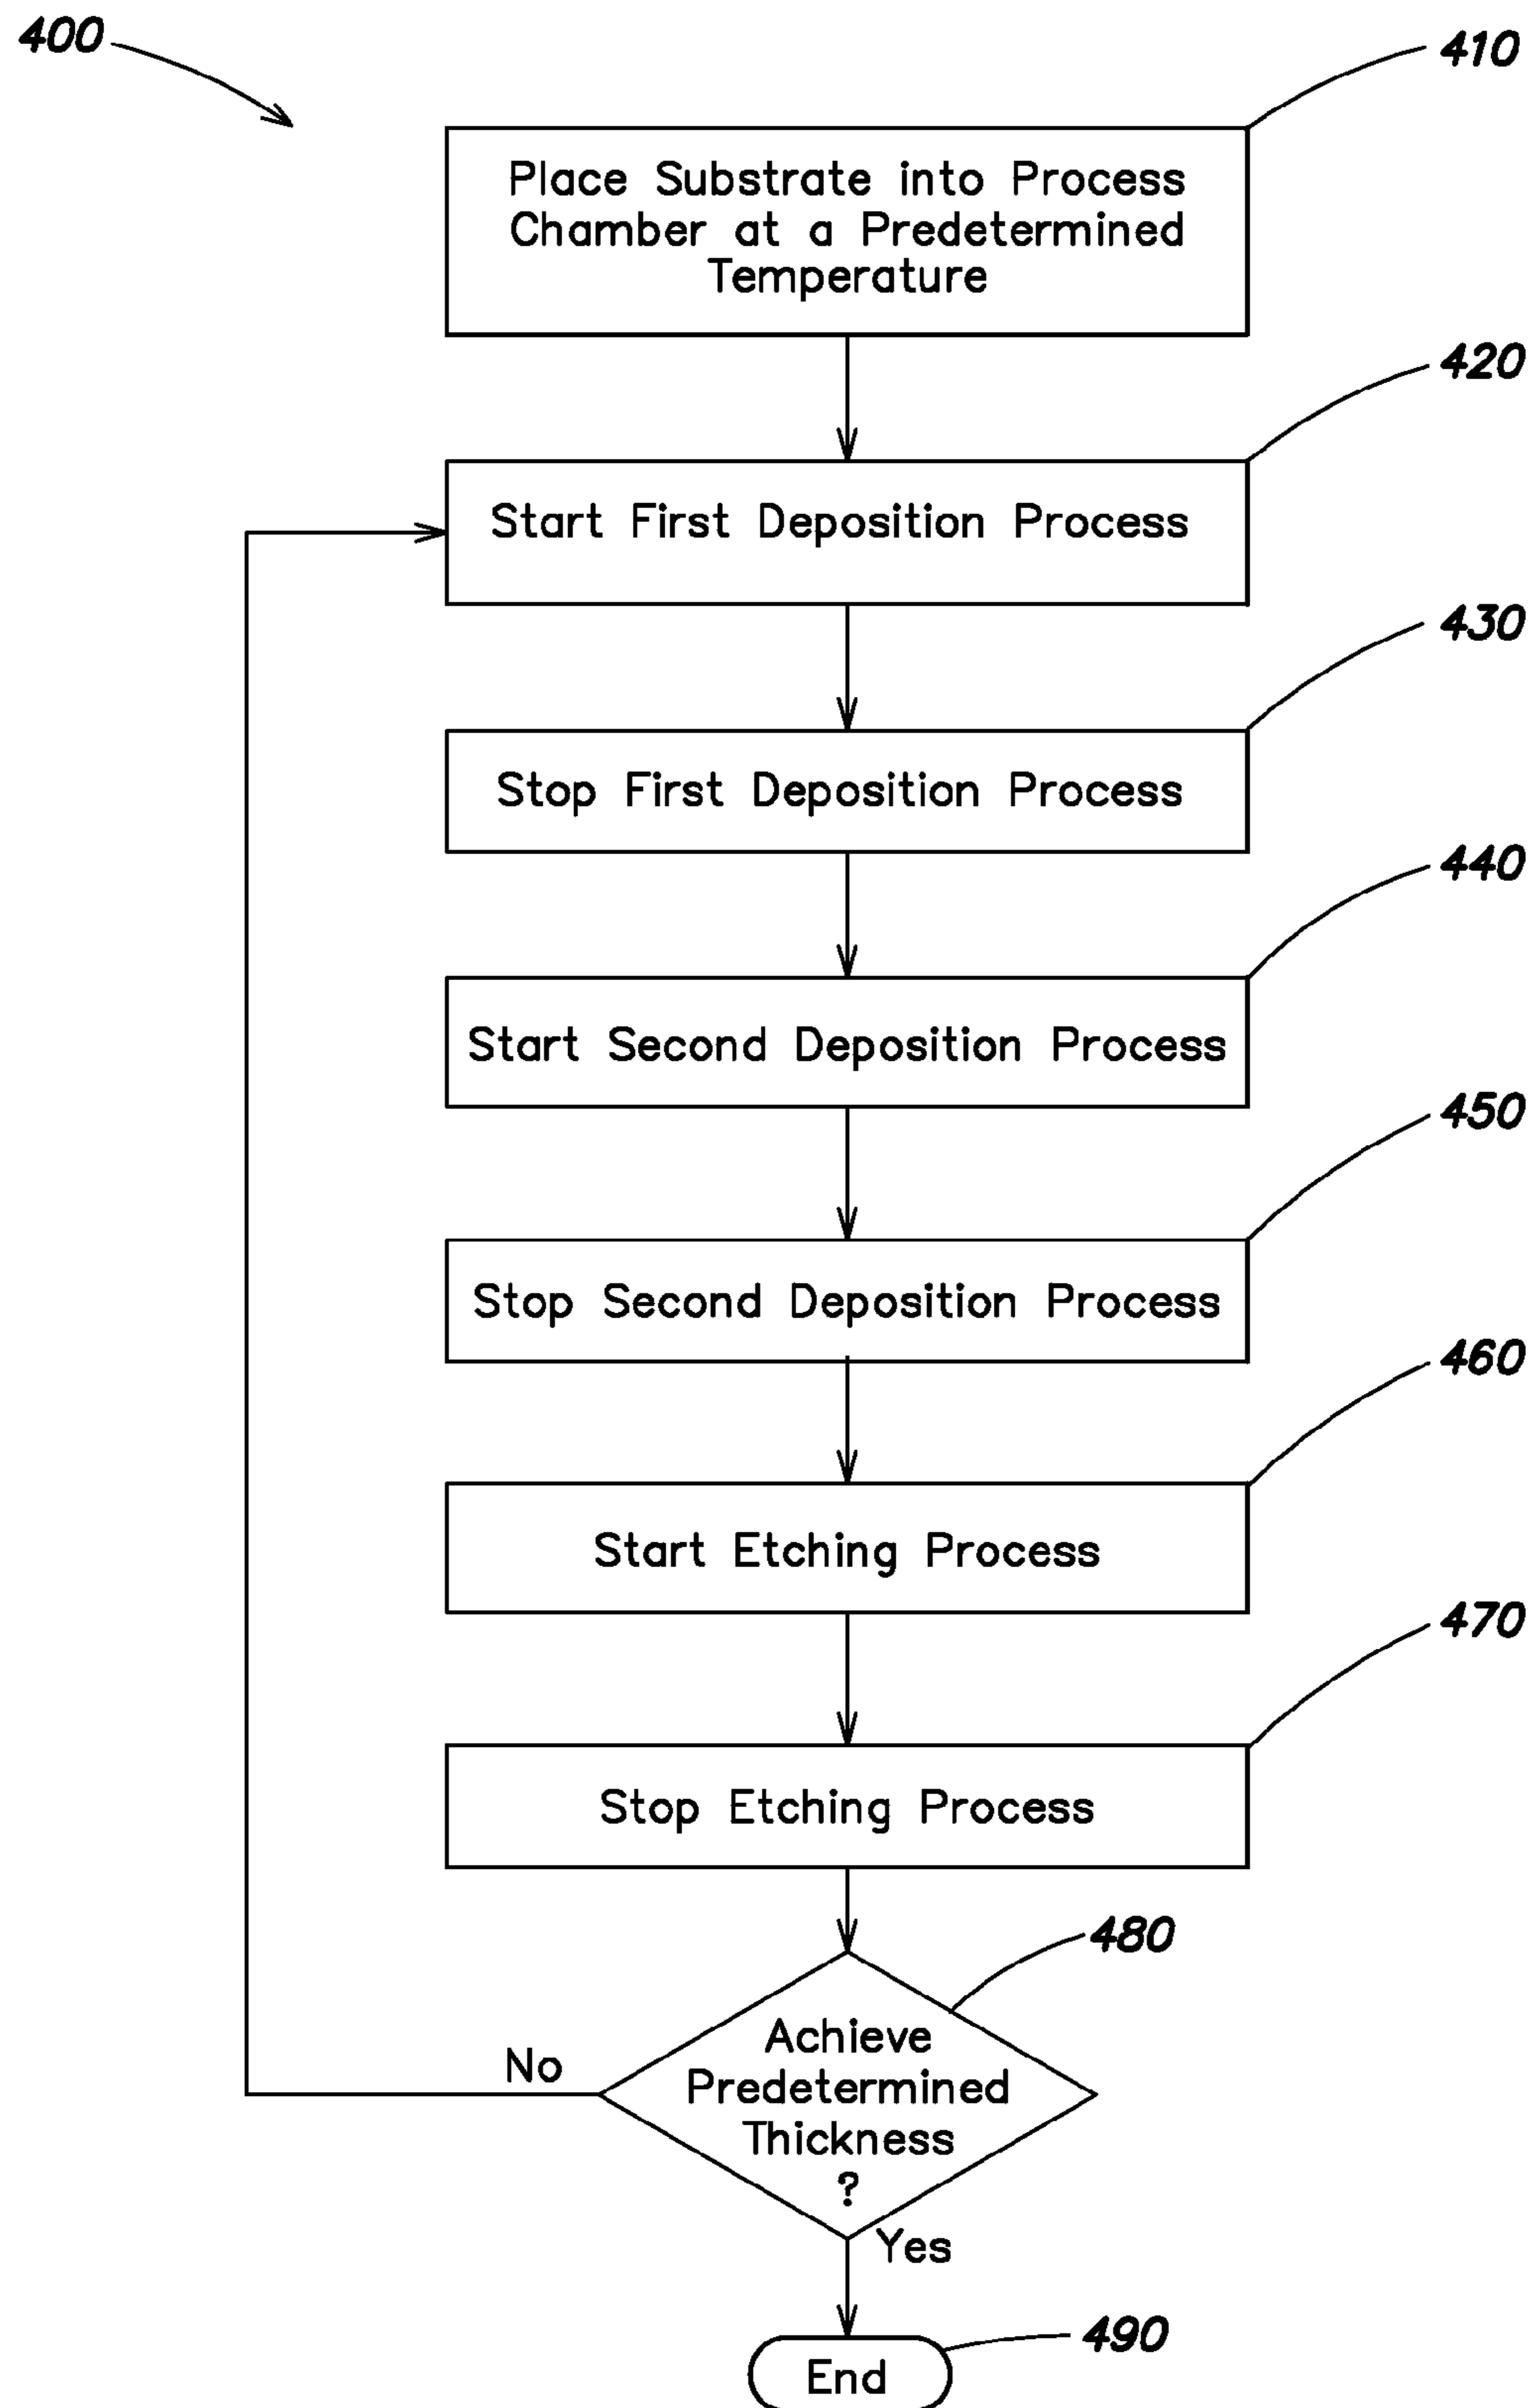 400
410
Place Substrate into Process
Chamber at a Predetermined
Temperature
420
Start First Deposition Process
430
Stop First Deposition Process
440
Start Second Deposition Process
450
Stop Second Deposition Process
460
Start Etching Process
470
Stop Etching Process
480
Achieve
Predetermined
Thickness
?
No
Yes
490
End